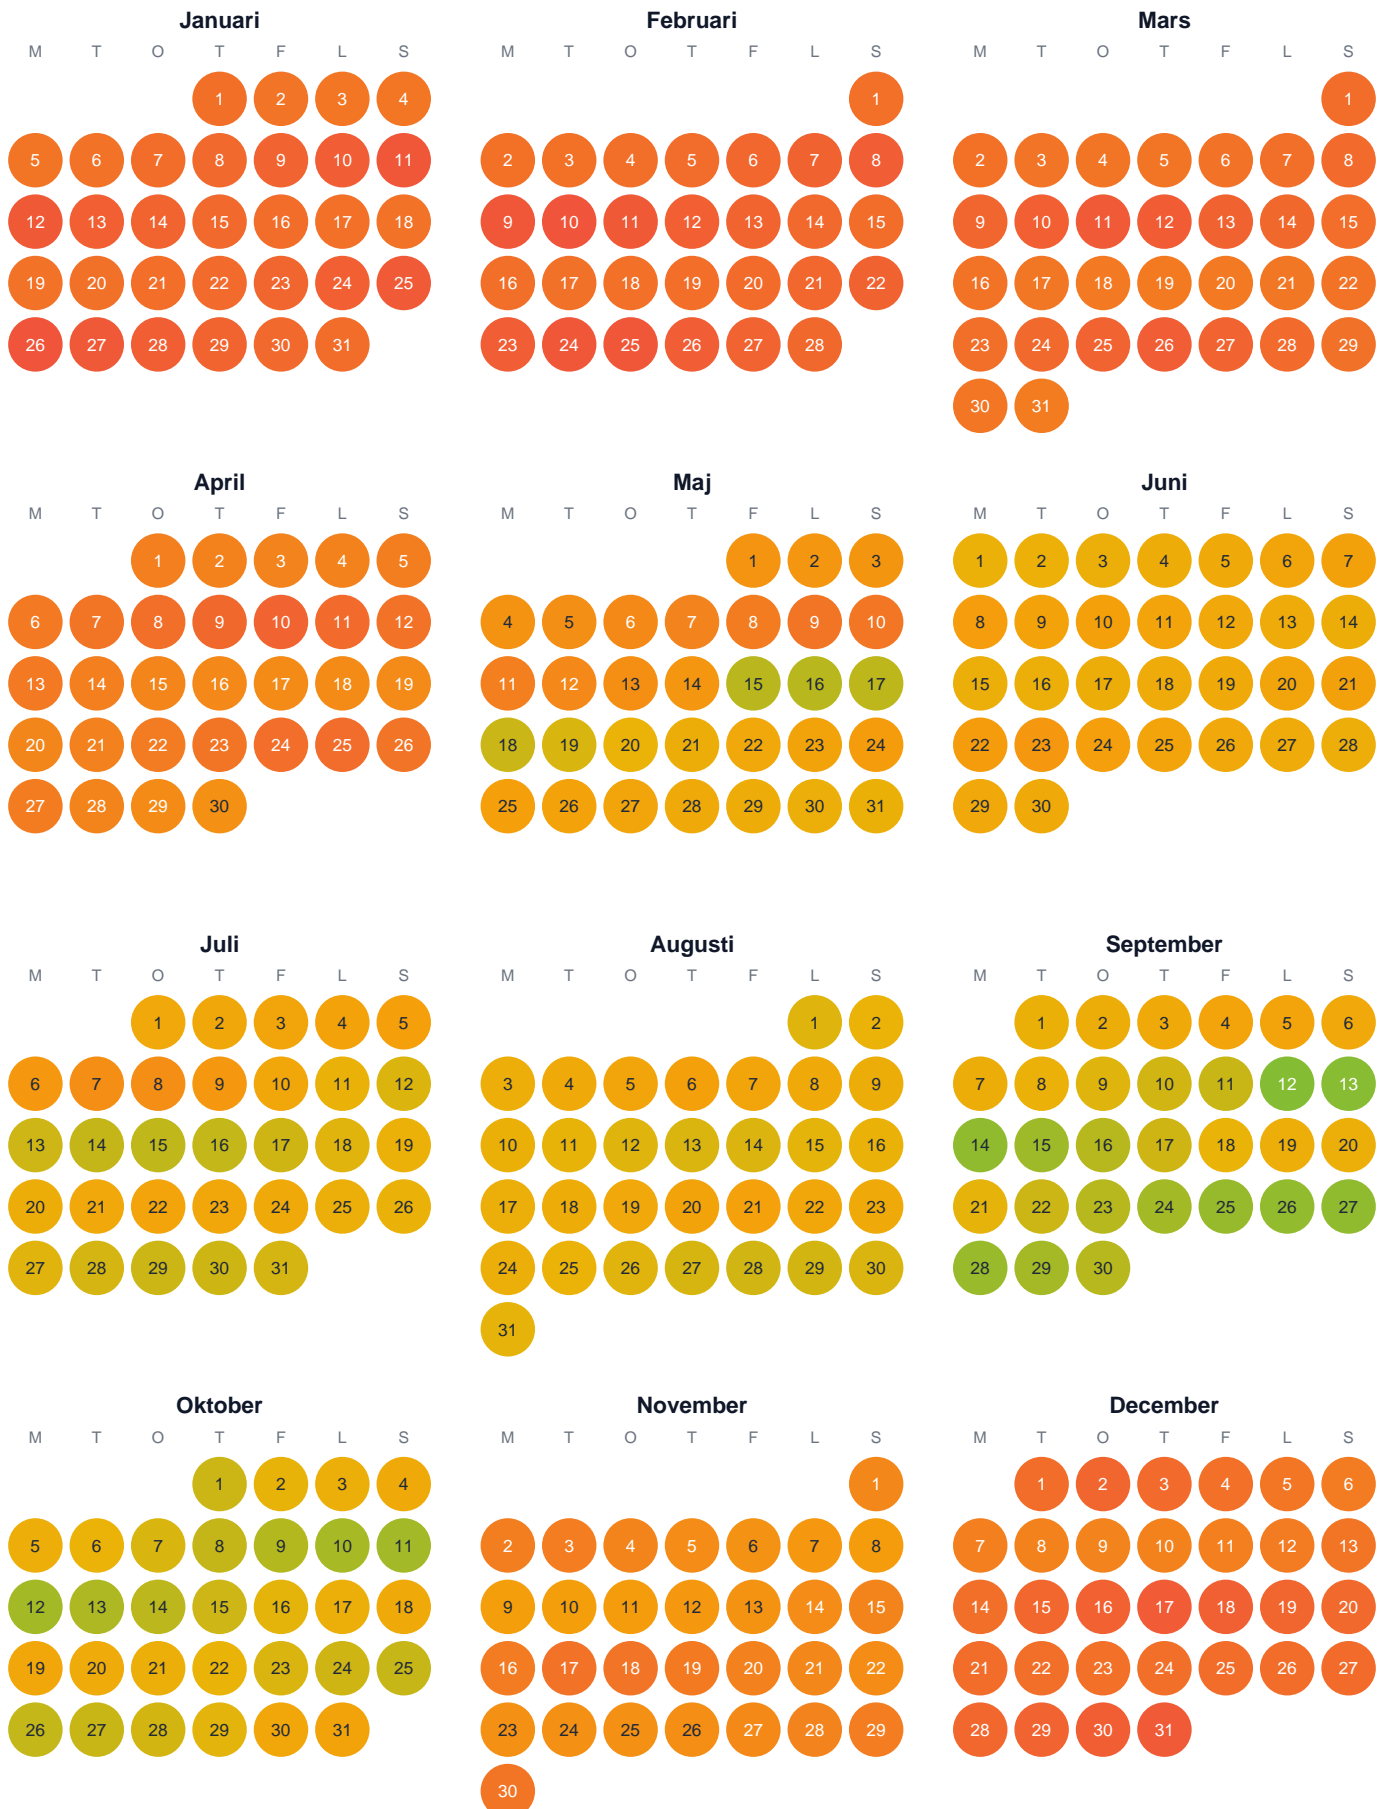 Januari Februari Mars
M T O T F L S M T O T F L S M T O T F L S
1 2 3 4 1 1
5 6 7 8 9 10 11 2 3 4 5 6 7 8 2 3 4 5 6 7 8
12 13 14 15 16 17 18 9 10 11 12 13 14 15 9 10 11 12 13 14 15
19 20 21 22 23 24 25 16 17 18 19 20 21 22 16 17 18 19 20 21 22
26 27 28 29 30 31 23 24 25 26 27 28 23 24 25 26 27 28 29
30 31
April Maj Juni
M T O T F L S M T O T F L S M T O T F L S
1 2 3 4 5 1 2 3 1 2 3 4 5 6 7
6 7 8 9 10 11 12 4 5 6 7 8 9 10 8 9 10 11 12 13 14
13 14 15 16 17 18 19 11 12 13 14 15 16 17 15 16 17 18 19 20 21
20 21 22 23 24 25 26 18 19 20 21 22 23 24 22 23 24 25 26 27 28
27 28 29 30 25 26 27 28 29 30 31 29 30
Juli Augusti September
M T O T F L S M T O T F L S M T O T F L S
1 2 3 4 5 1 2 1 2 3 4 5 6
6 7 8 9 10 11 12 3 4 5 6 7 8 9 7 8 9 10 11 12 13
13 14 15 16 17 18 19 10 11 12 13 14 15 16 14 15 16 17 18 19 20
20 21 22 23 24 25 26 17 18 19 20 21 22 23 21 22 23 24 25 26 27
27 28 29 30 31 24 25 26 27 28 29 30 28 29 30
31
Oktober November December
M T O T F L S M T O T F L S M T O T F L S
1 2 3 4 1 1 2 3 4 5 6
5 6 7 8 9 10 11 2 3 4 5 6 7 8 7 8 9 10 11 12 13
12 13 14 15 16 17 18 9 10 11 12 13 14 15 14 15 16 17 18 19 20
19 20 21 22 23 24 25 16 17 18 19 20 21 22 21 22 23 24 25 26 27
26 27 28 29 30 31 23 24 25 26 27 28 29 28 29 30 31
30